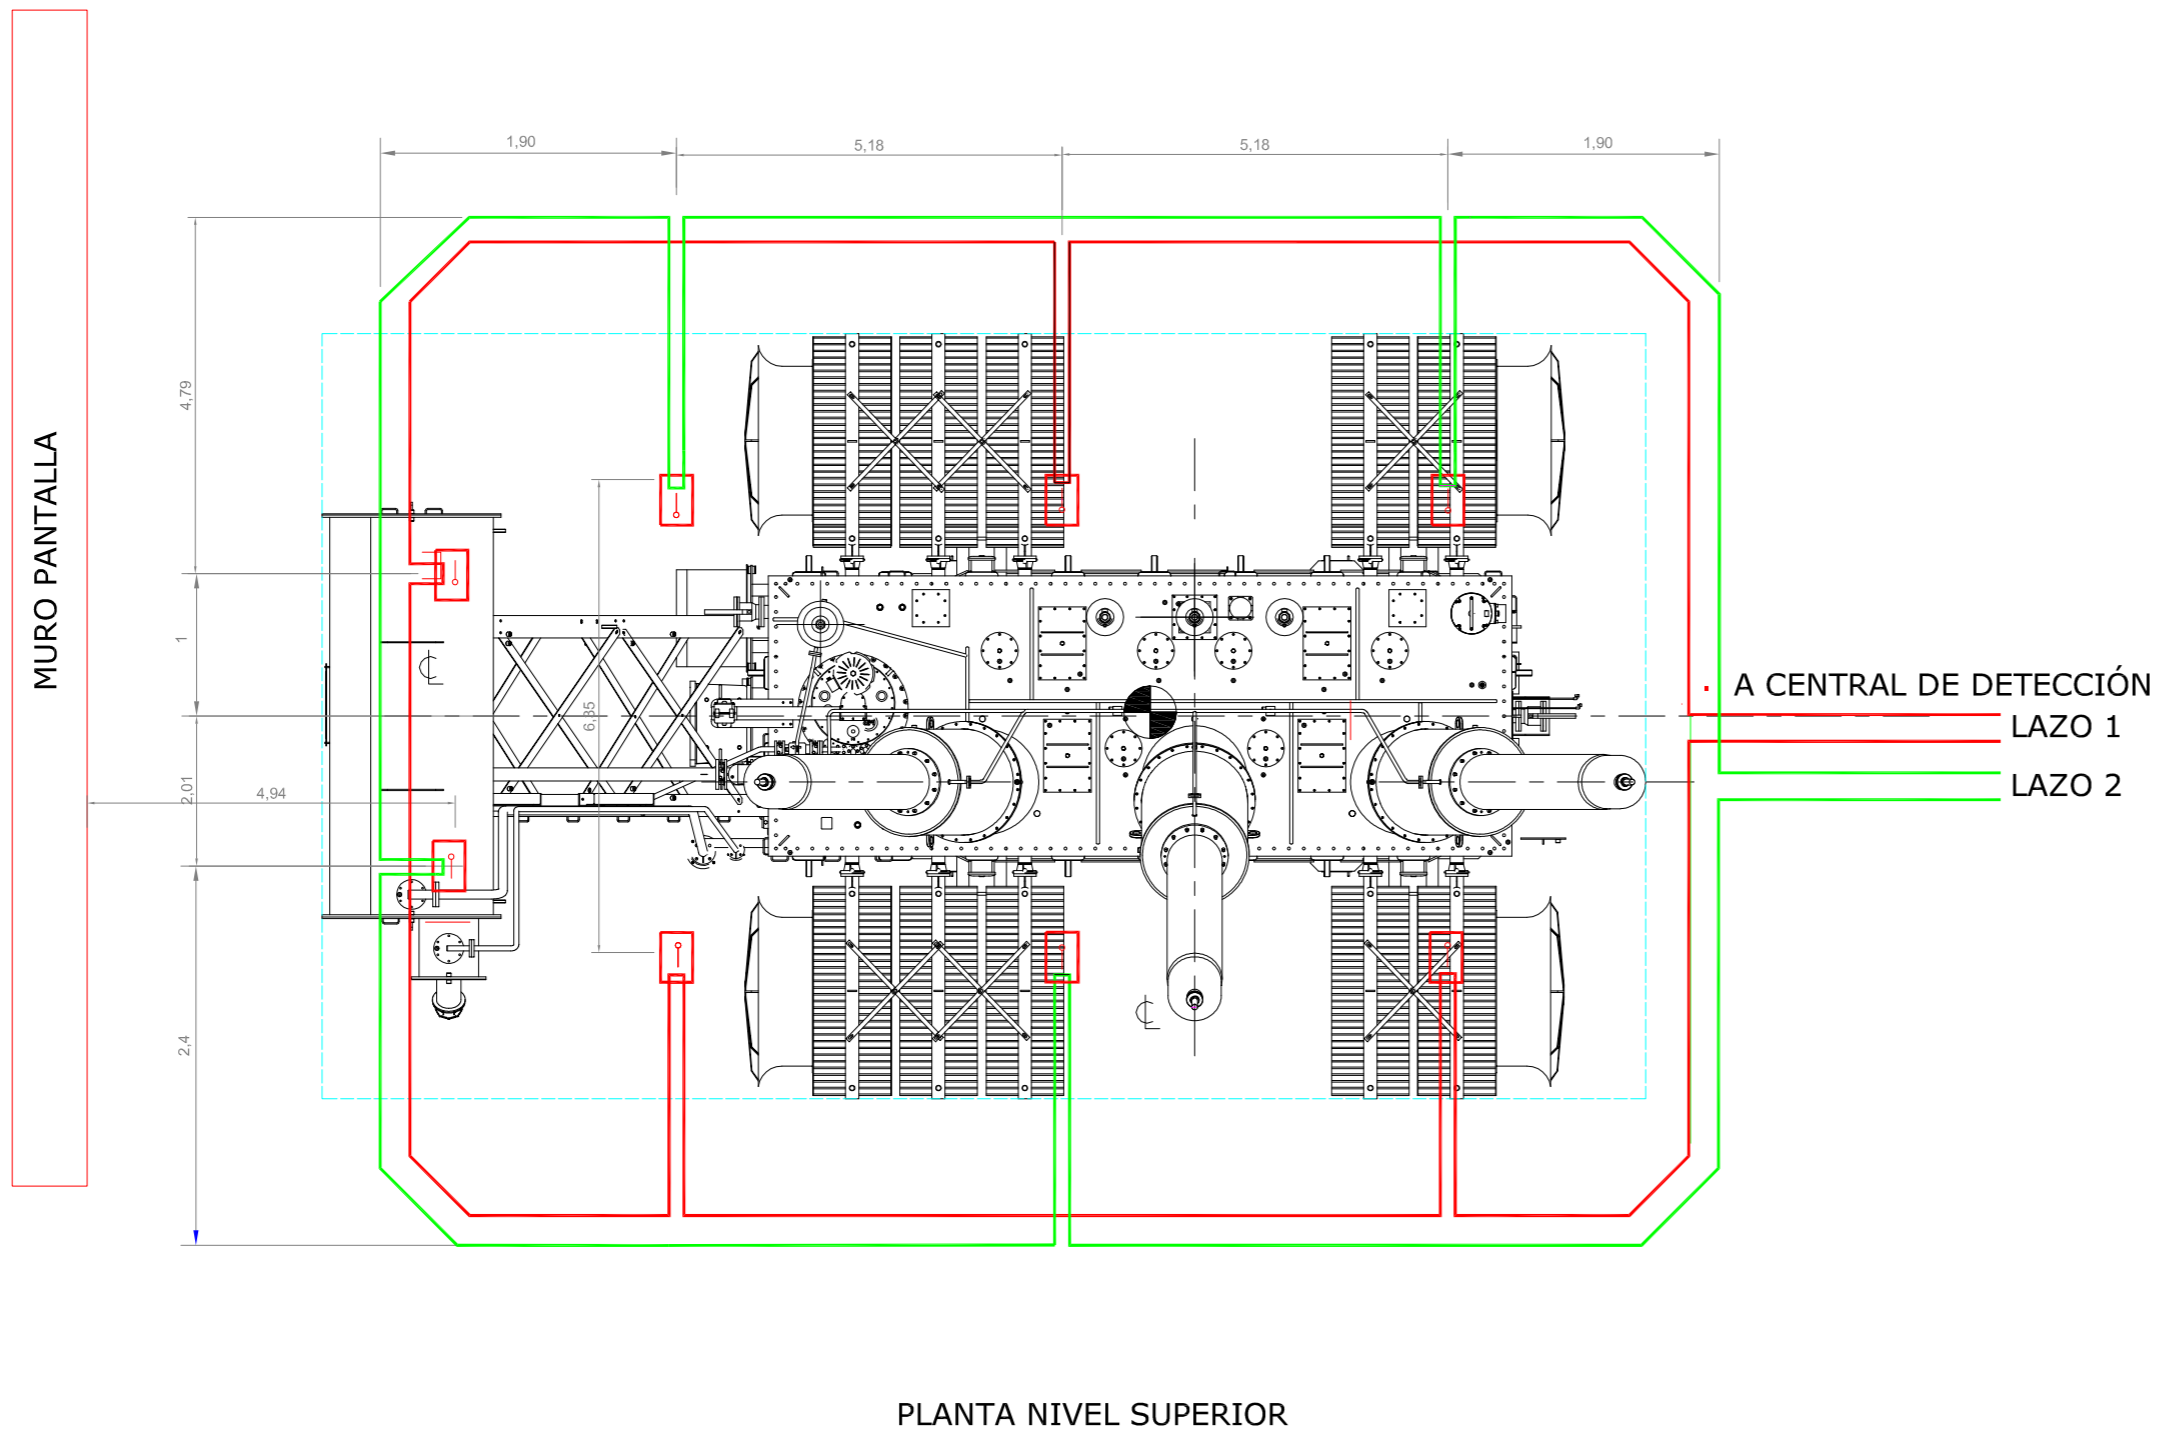 1,90
5,18
5,18
1,90
4,79
MURO PANTALLA
1
6,35
A CENTRAL DE DETECCIÓN
LAZO 1
LAZO 2
2,01
4,94
2,4
PLANTA NIVEL SUPERIOR